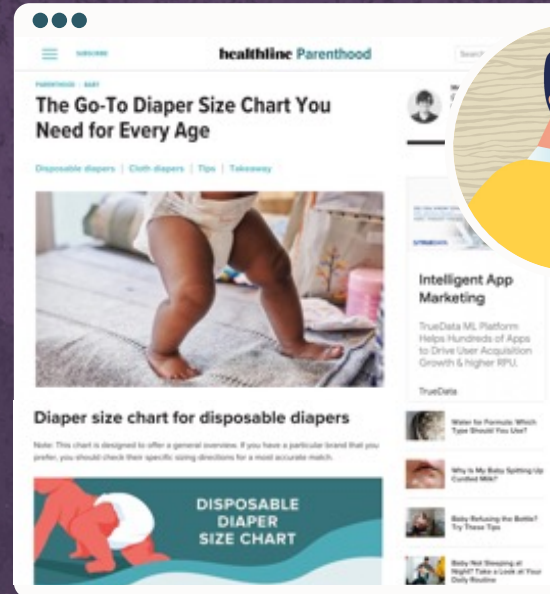 SUBSCRIBE
healthline Parenthood
Search
PARENTHOOD | BABY
The Go-To Diaper Size Chart You
Need for Every Age
Disposable diapers | Cloth diapers | Tips | Takeaway
Diaper size chart for disposable diapers
Note: This chart is designed to offer a general overview. If you have a particular brand that you
prefer, you should check their specific sizing directions for a most accurate match.
DISPOSABLE
DIAPER
SIZE CHART
Intelligent App
Marketing
TrueData ML Platform
Helps Hundreds of Apps
to Drive User Acquisition
Growth & higher RPU.
TrueData
Water for Formula: Which
Type Should You Use?
Why Is My Baby Spitting Up
Curdled Milk?
Baby Refusing the Bottle?
Try These Tips
Baby Not Sleeping at
Night? Take a Look at Your
Daily Routine